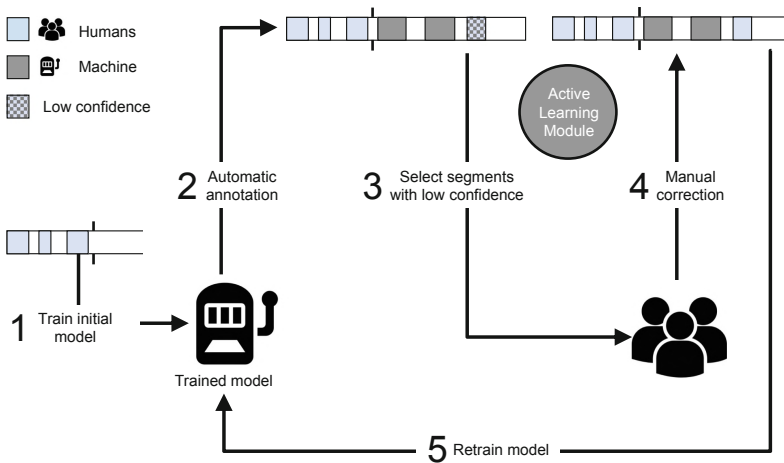 Humans
Machine
Low confidence
Active
Learning
Module
2 Automatic
annotation
3 Select segments
with low confidence
4 Manual
correction
1 Train initial
model
Trained model
5 Retrain model